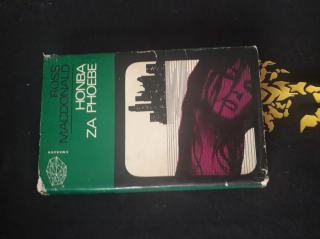 ROSS
MACDONALD
HONBA
ZA PHOEBE